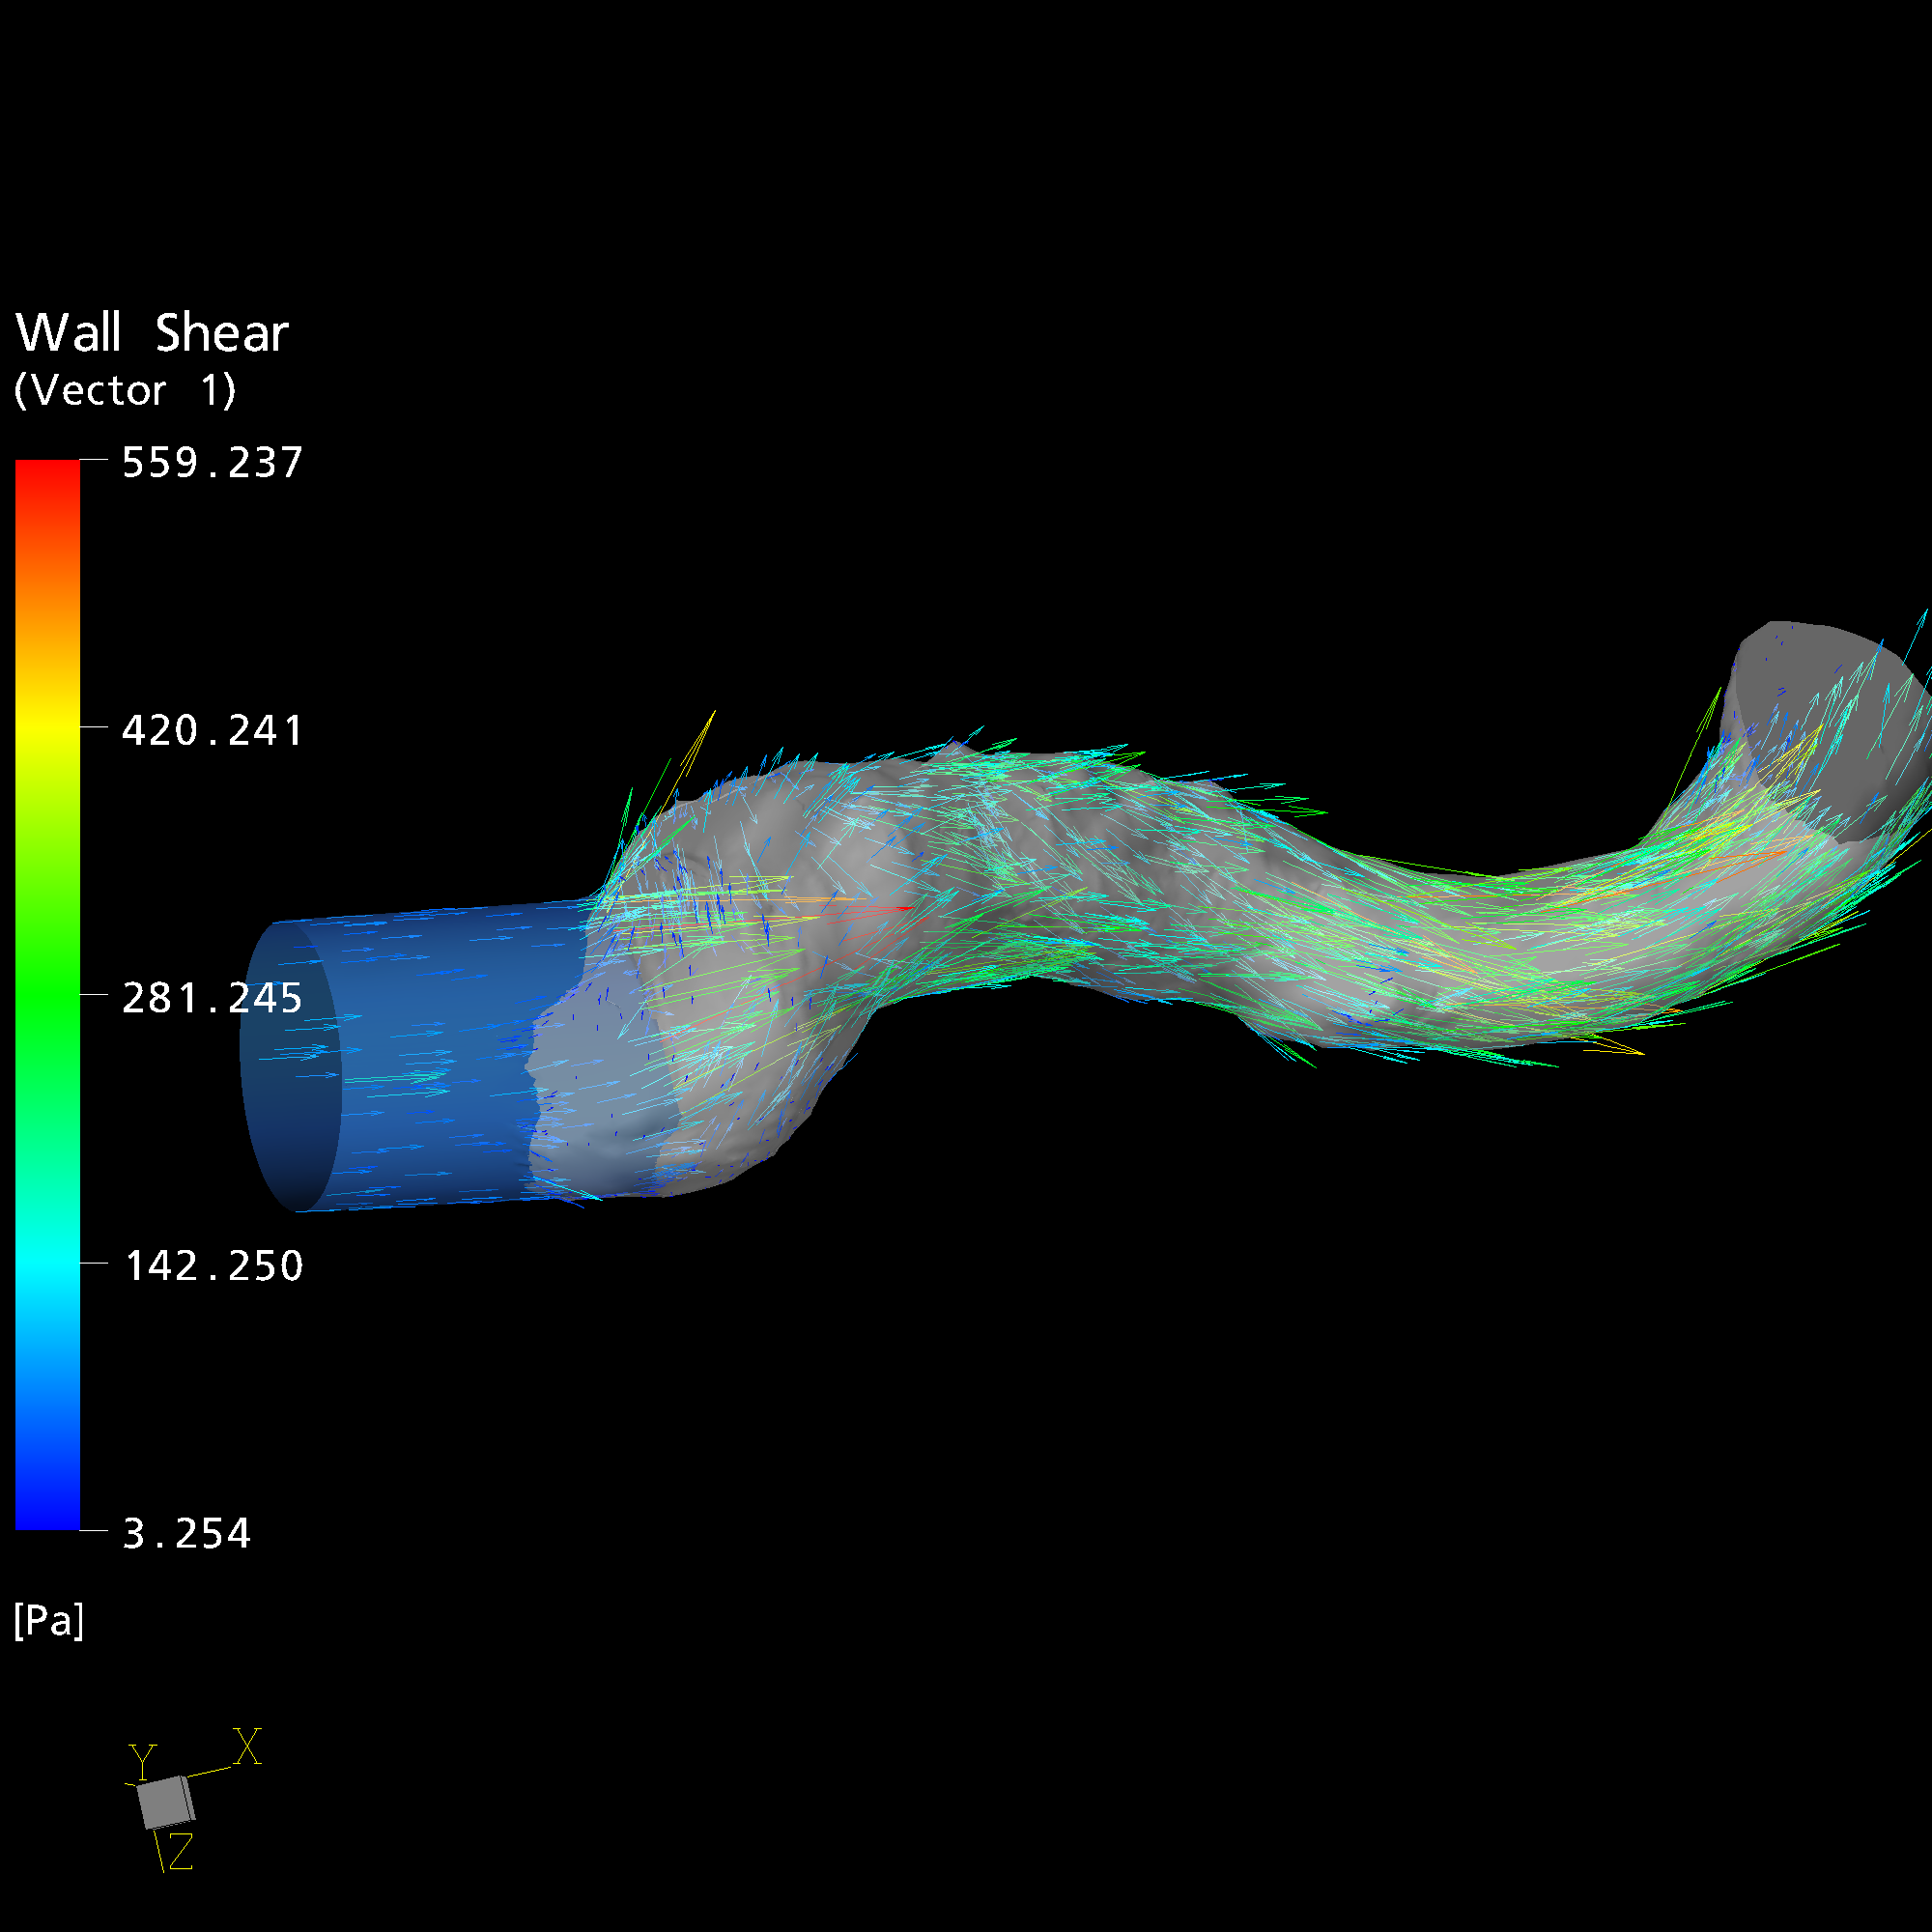 Wall Shear
(Vector 1)
559.237
420.241
281.245
142.250
3.254
[Pa]
Y X
Z